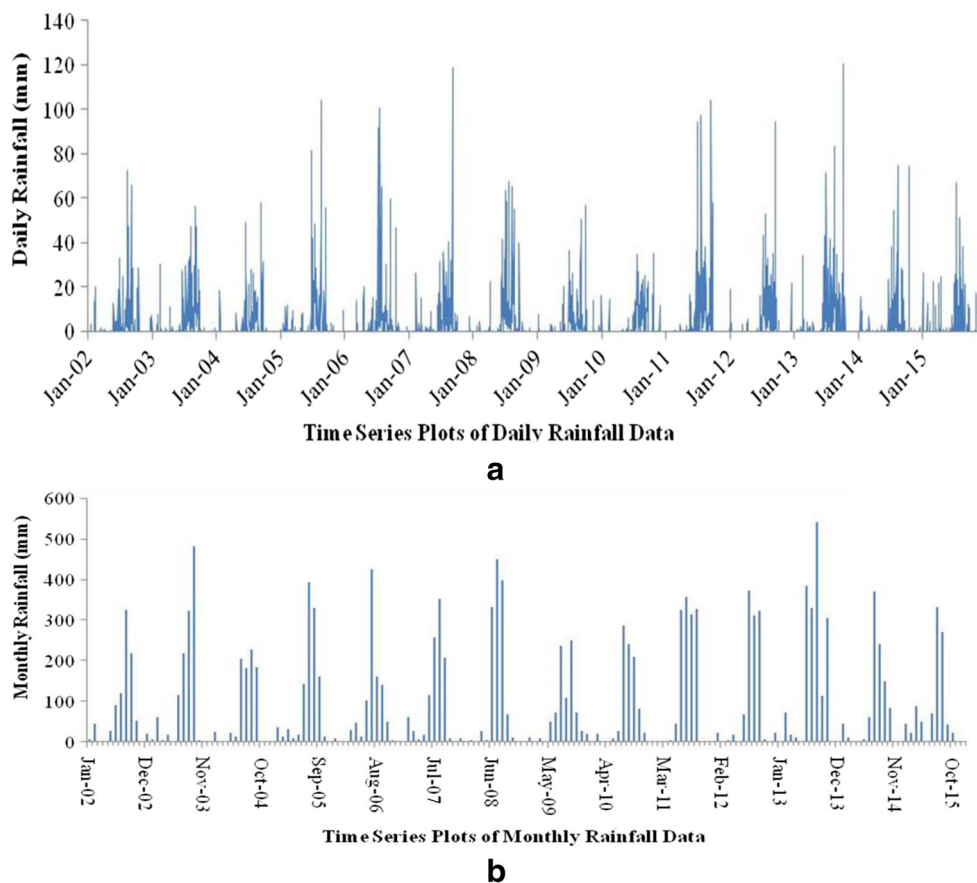 140
120
100
80
60
40
20
0
Daily Rainfall (mm)
Jan-02 Jan-03 Jan-04 Jan-05 Jan-06 Jan-07 Jan-08 Jan-09 Jan-10 Jan-11 Jan-12 Jan-13 Jan-14 Jan-15
Time Series Plots of Daily Rainfall Data
a
600
500
400
300
200
100
0
Monthly Rainfall (mm)
Jan-02 Dec-02 Nov-03 Oct-04 Sep-05 Aug-06 Jul-07 Jun-08 May-09 Apr-10 Mar-11 Feb-12 Jan-13 Dec-13 Nov-14 Oct-15
Time Series Plots of Monthly Rainfall Data
b